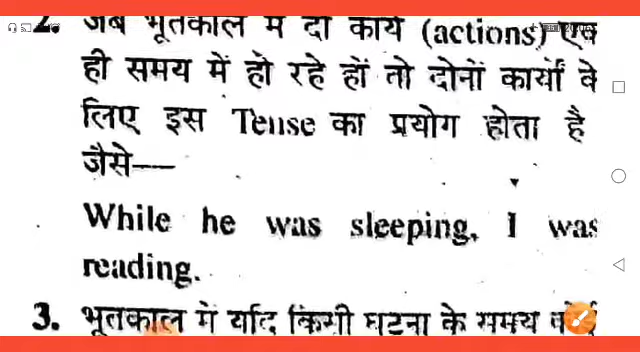 2. जब भूतकाल में दो कार्य (actions) एक
ही समय में हो रहे हों तो दोनों कार्यों के
लिए इस Tense का प्रयोग होता है
जैसे—
While he was sleeping, I was
reading.
3. भूतकाल में यदि किसी घटना के समय कोई